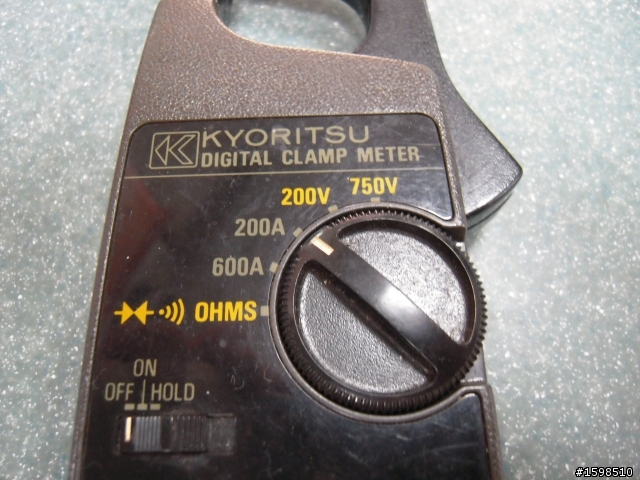 KYORITSU
DIGITAL CLAMP METER
200V 750V
200A
600A
OHMS
ON
OFF HOLD
#1598510